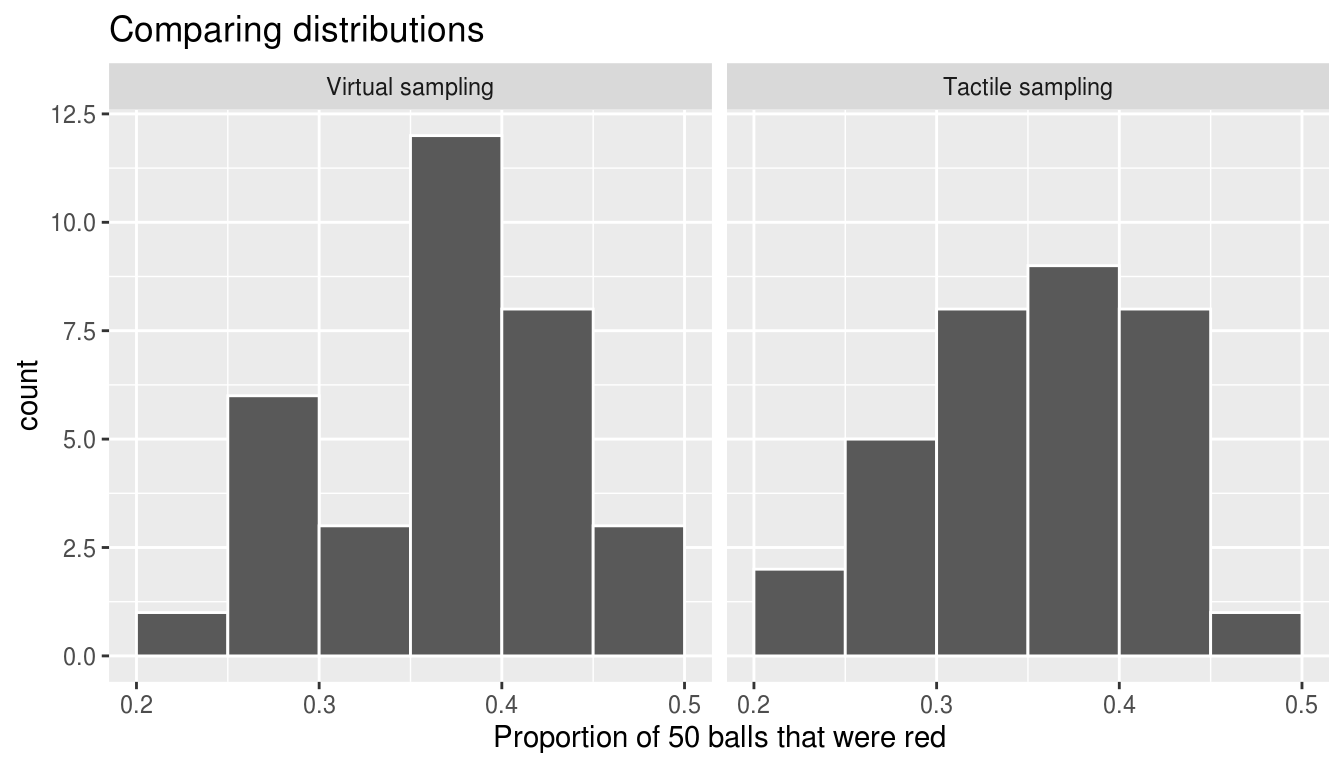 Comparing distributions
Virtual sampling Tactile sampling
12.5
10.0
7.5
5.0
2.5
0.0
count
0.2 0.3 0.4 0.5 0.2 0.3 0.4 0.5
Proportion of 50 balls that were red